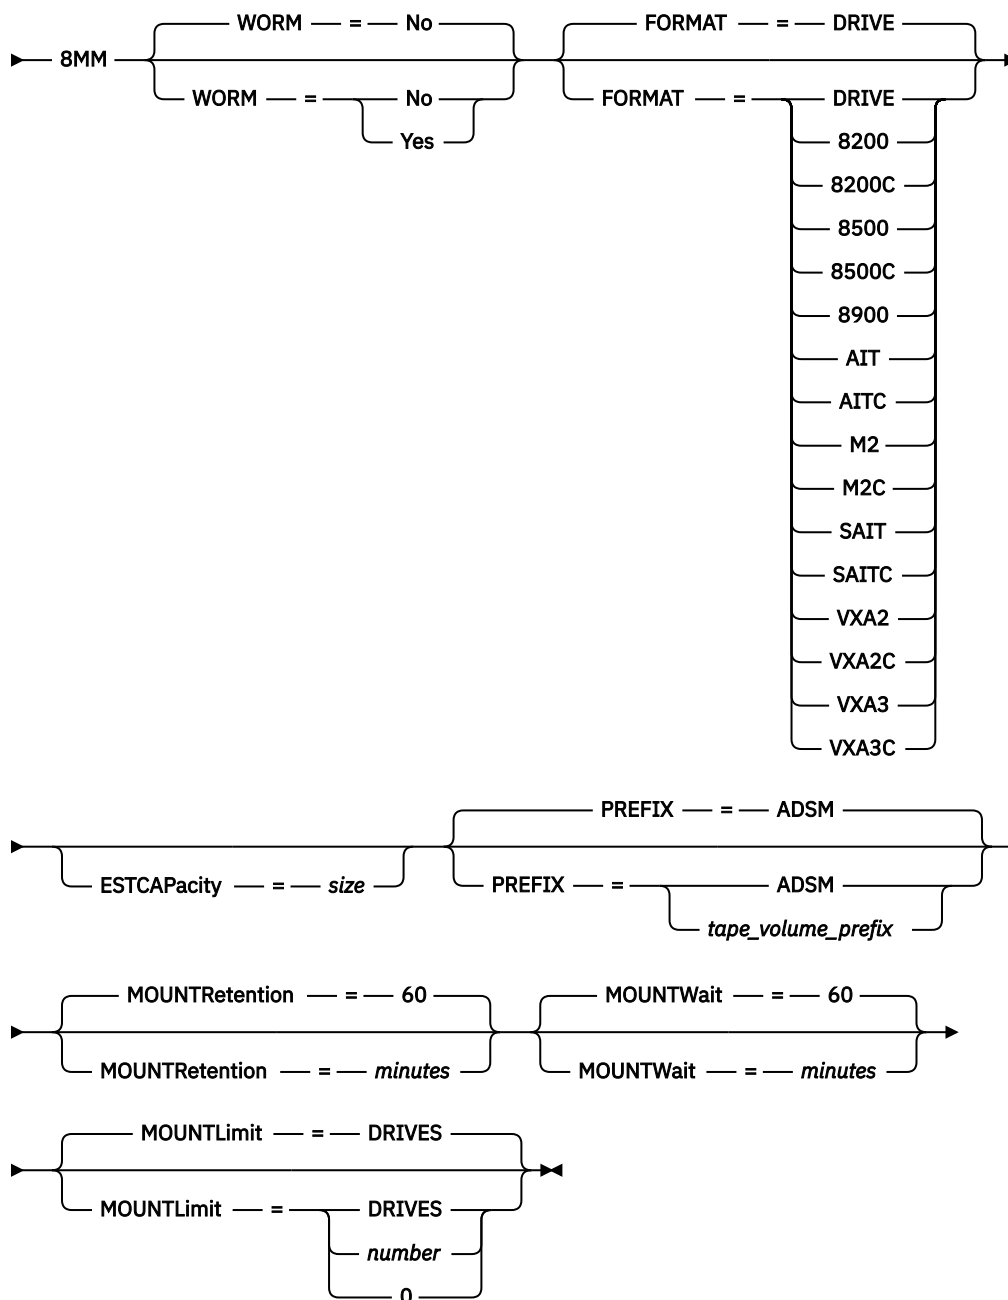 WORM = No FORMAT = DRIVE
8MM
WORM = No FORMAT = DRIVE
Yes 8200
8200C
8500
8500C
8900
AIT
AITC
M2
M2C
SAIT
SAITC
VXA2
VXA2C
VXA3
VXA3C
PREFIX = ADSM
ESTCAPacity = size PREFIX = ADSM
tape_volume_prefix
MOUNTRetention = 60 MOUNTWait = 60
MOUNTRetention = minutes MOUNTWait = minutes
MOUNTLimit = DRIVES
MOUNTLimit = DRIVES
number
0